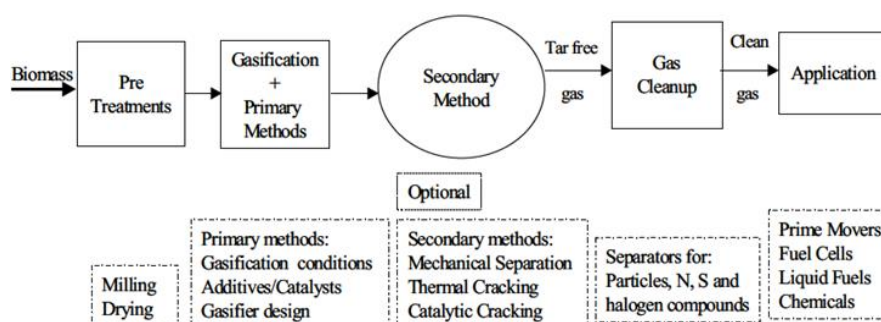 Biomass
Pre
Treatments
Gasification
+
Primary
Methods
Secondary
Method
Tar free
gas
Gas
Cleanup
Clean
gas
Application
Optional
Milling
Drying
Primary methods:
Gasification conditions
Additives/Catalysts
Gasifier design
Secondary methods:
Mechanical Separation
Thermal Cracking
Catalytic Cracking
Separators for:
Particles, N, S and
halogen compounds
Prime Movers
Fuel Cells
Liquid Fuels
Chemicals